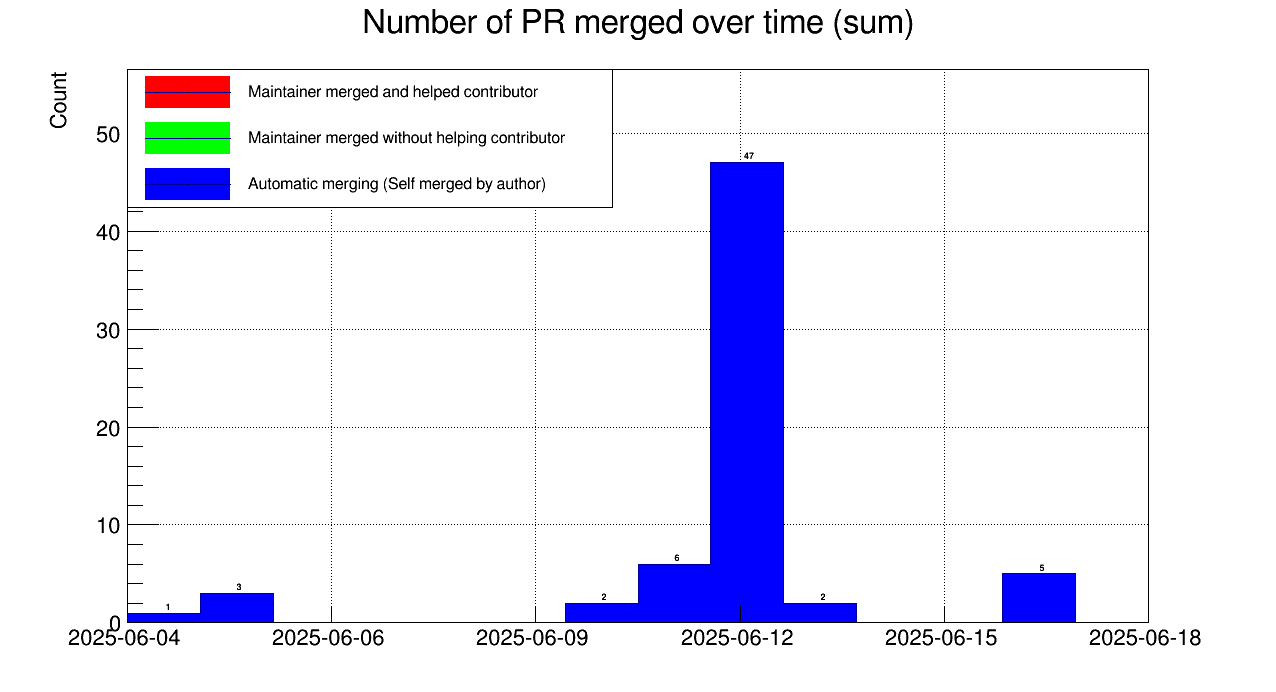 Number of PR merged over time (sum)
Count
Maintainer merged and helped contributor
Maintainer merged without helping contributor
Automatic merging (Self merged by author)
50
40
30
20
10
0
47
6
5
3
2
2
1
2025-06-04 2025-06-06 2025-06-09 2025-06-12 2025-06-15 2025-06-18